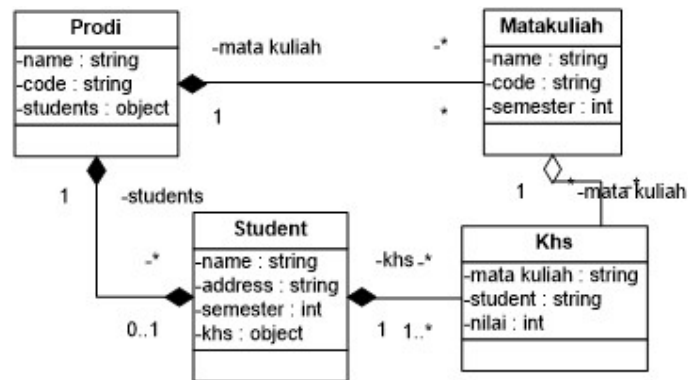 Prodi
-name : string
-code : string
-students : object
-mata kuliah
-*
1
*
Matakuliah
-name : string
-code : string
-semester : int
1
-students
-*
0..1
Student
-name : string
-address : string
-semester : int
-khs : object
-khs
-*
1
1..*
1
*
-mata kuliah
Khs
-mata kuliah : string
-student : string
-nilai : int